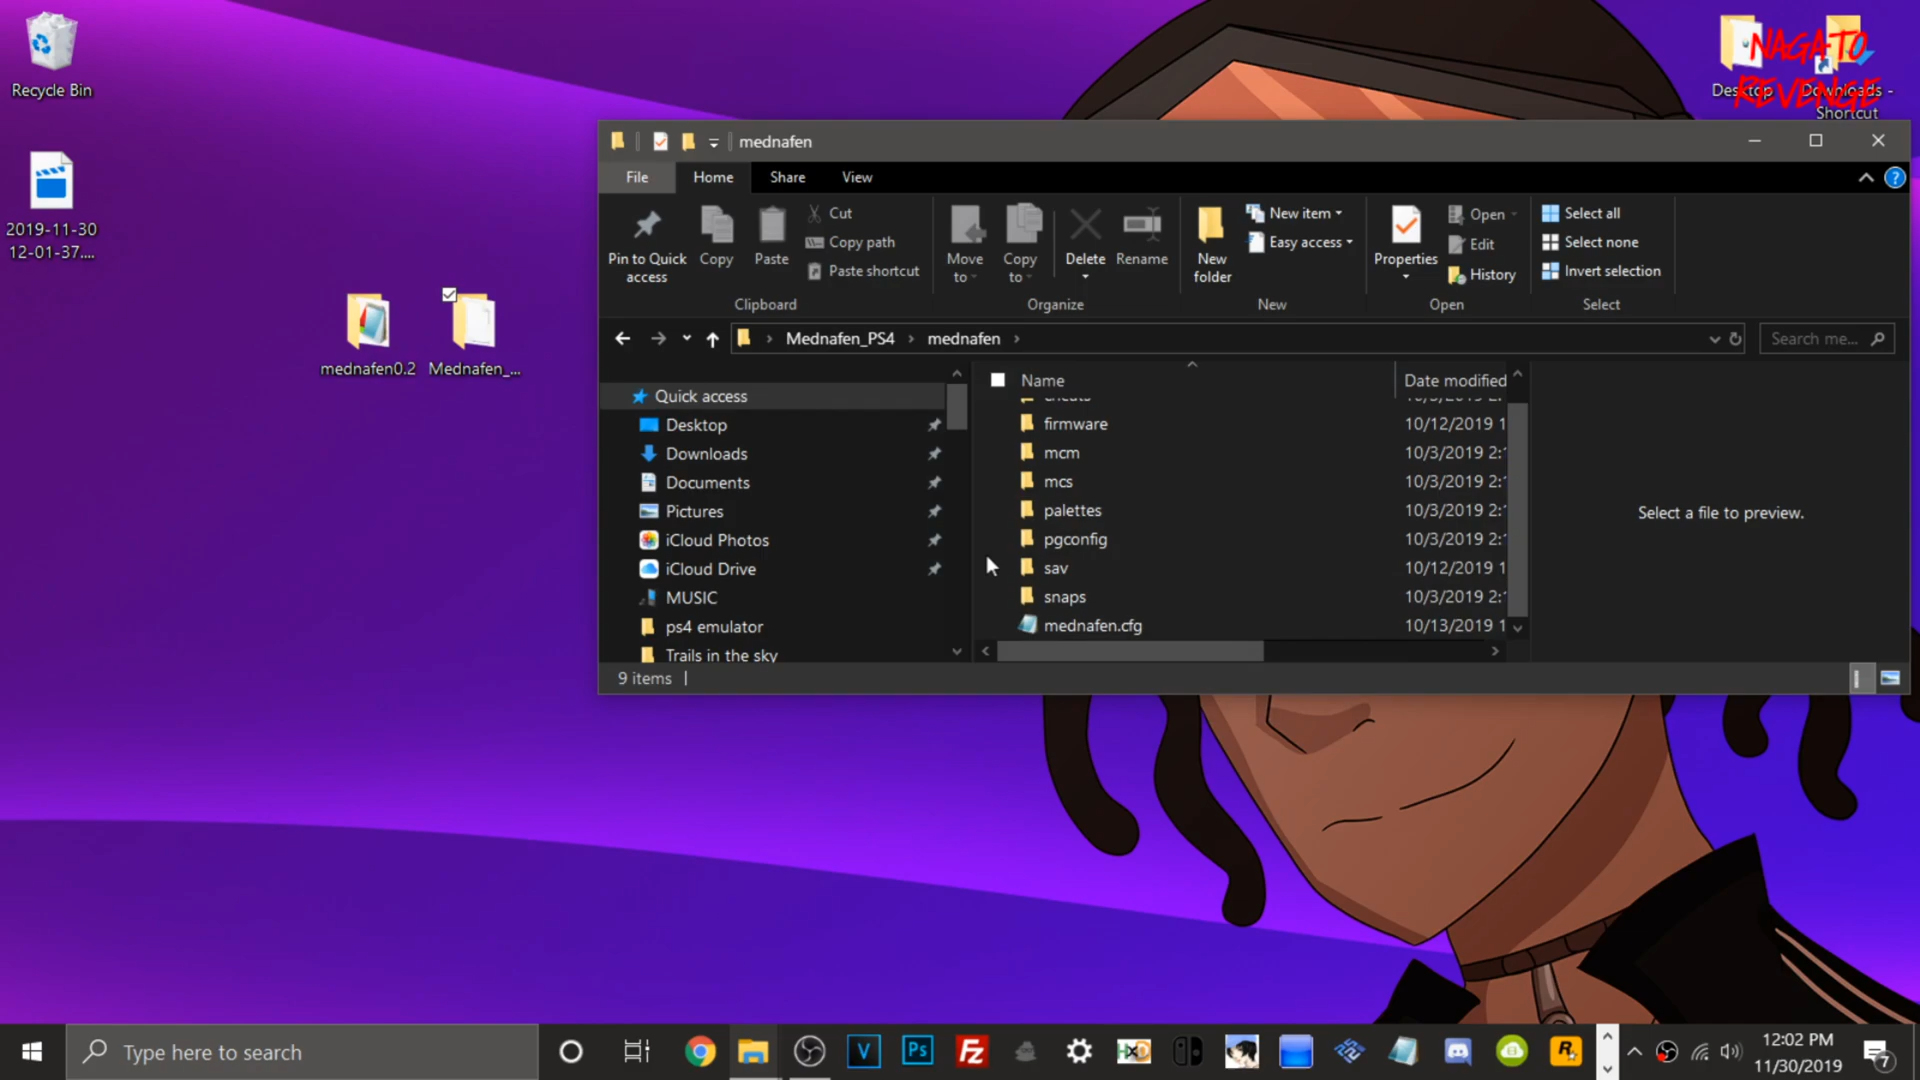 Recycle Bin
2019-11-30
12-01-37....
mednafen0.2
Mednafen_...
Desktop
Downloads -
Shortcut
NAGATO
REVENGE
mednafen
File
Home
Share
View
Pin to Quick
access
Copy
Paste
Cut
Copy path
Paste shortcut
Clipboard
Move
to
Copy
to
Delete
Rename
Organize
New
folder
New item
Easy access
New
Properties
Open
Edit
History
Open
Select all
Select none
Invert selection
Select
Mednafen_PS4 > mednafen >
Search me...
Quick access
Desktop
Downloads
Documents
Pictures
iCloud Photos
iCloud Drive
MUSIC
ps4 emulator
Trails in the sky
Name
Date modified
cheats
firmware
10/12/2019 1
mcm
10/3/2019 2:
mcs
10/3/2019 2:
palettes
10/3/2019 2:
pgconfig
10/3/2019 2:
sav
10/12/2019 1
snaps
10/3/2019 2:
mednafen.cfg
10/13/2019 1
Select a file to preview.
9 items
Type here to search
V
Ps
FZ
HXD
R
12:02 PM
11/30/2019
7